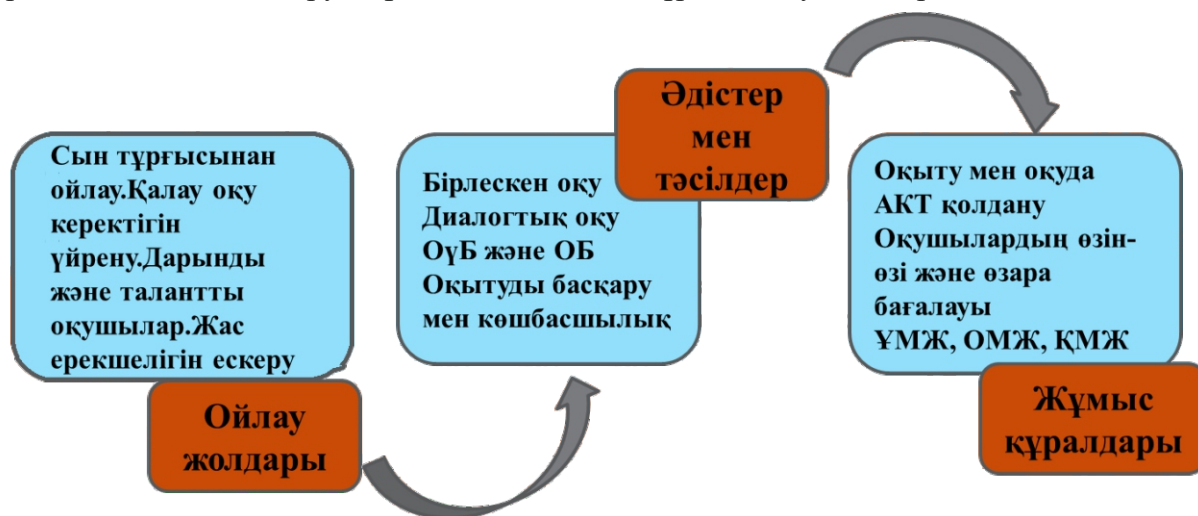 Сын тұрғысынан
ойлау.Қалау оқу
керектігін
үйрену.Дарынды
және талантты
оқушылар.Жас
ерекшелігін ескеру
Ойлау
жолдары
Бірлескен оқу
Диалогтық оқу
ОүБ және ОБ
Оқытуды басқару
мен көшбасшылық
Әдістер
мен
тәсілдер
Оқыту мен оқуда
АКТ қолдану
Оқушылардың өзін-
өзі және өзара
бағалауы
ҰМЖ, ОМЖ, ҚМЖ
Жұмыс
құралдары